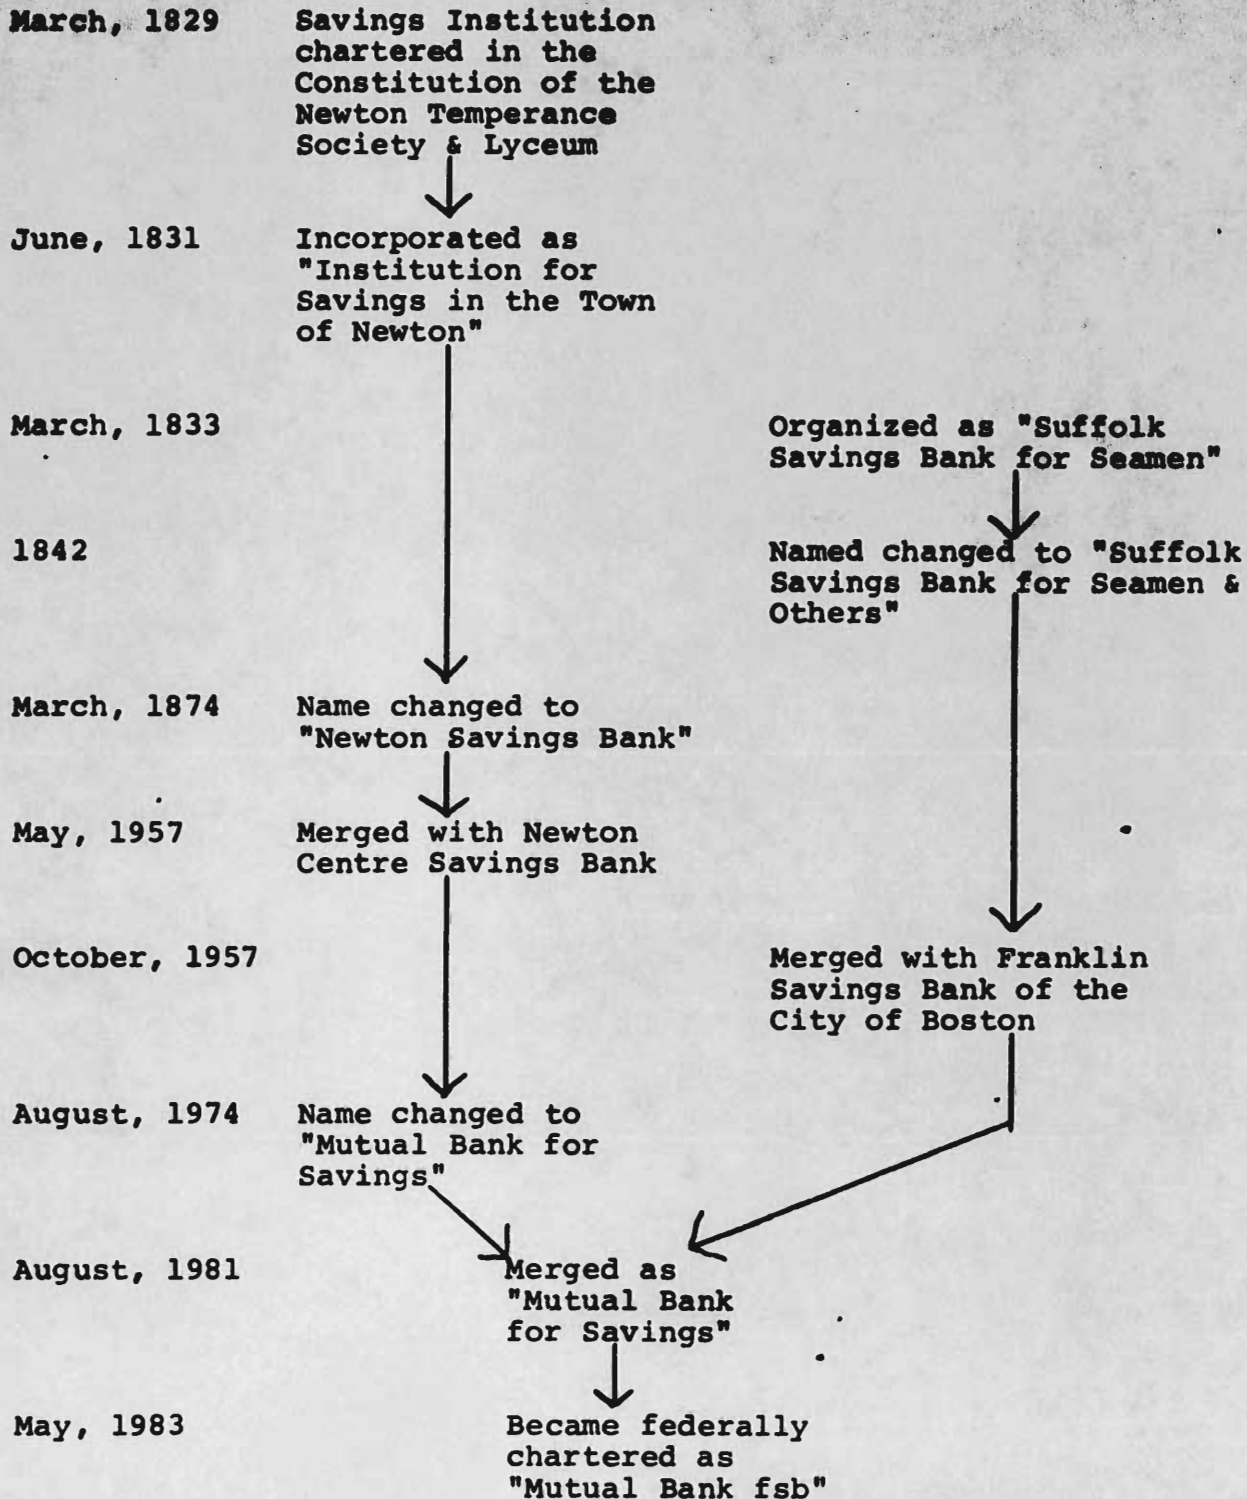 March, 1829 Savings Institution
chartered in the
Constitution of the
Newton Temperance
Society & Lyceum
June, 1831 Incorporated as
"Institution for
Savings in the Town
of Newton"
March, 1833 Organized as "Suffolk
Savings Bank for Seamen"
1842 Named changed to "Suffolk
Savings Bank for Seamen &
Others"
March, 1874 Name changed to
"Newton Savings Bank"
May, 1957 Merged with Newton
Centre Savings Bank
October, 1957 Merged with Franklin
Savings Bank of the
City of Boston
August, 1974 Name changed to
"Mutual Bank for
Savings"
August, 1981 Merged as
"Mutual Bank
for Savings"
May, 1983 Became federally
chartered as
"Mutual Bank fsb"